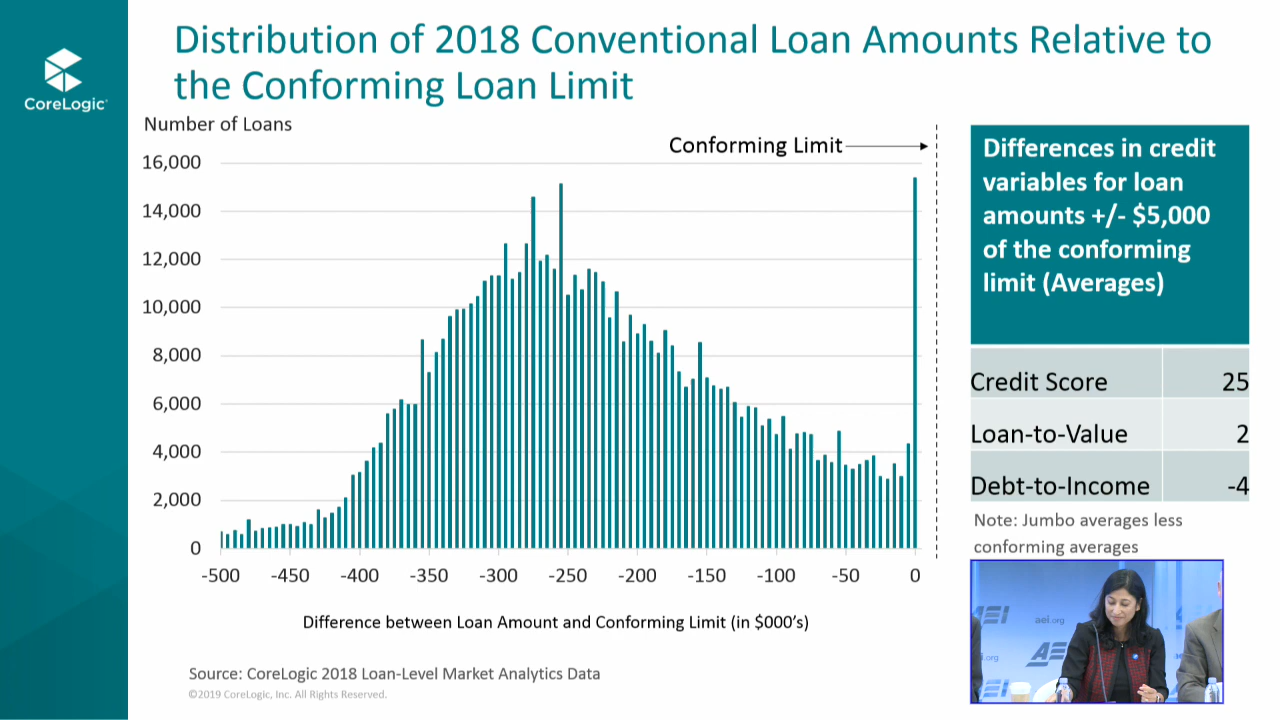 Distribution of 2018 Conventional Loan Amounts Relative to
the Conforming Loan Limit
CoreLogic
Number of Loans
Conforming Limit
16,000
14,000
12,000
10,000
8,000
6,000
4,000
2,000
0
-500 -450 -400 -350 -300 -250 -200 -150 -100 -50 0
Difference between Loan Amount and Conforming Limit (in $000's)
Source: CoreLogic 2018 Loan-Level Market Analytics Data
©2019 CoreLogic, Inc. All Rights Reserved.
Differences in credit
variables for loan
amounts +/- $5,000
of the conforming
limit (Averages)
Credit Score 25
Loan-to-Value 2
Debt-to-Income -4
Note: Jumbo averages less
conforming averages
AEI
aei.org